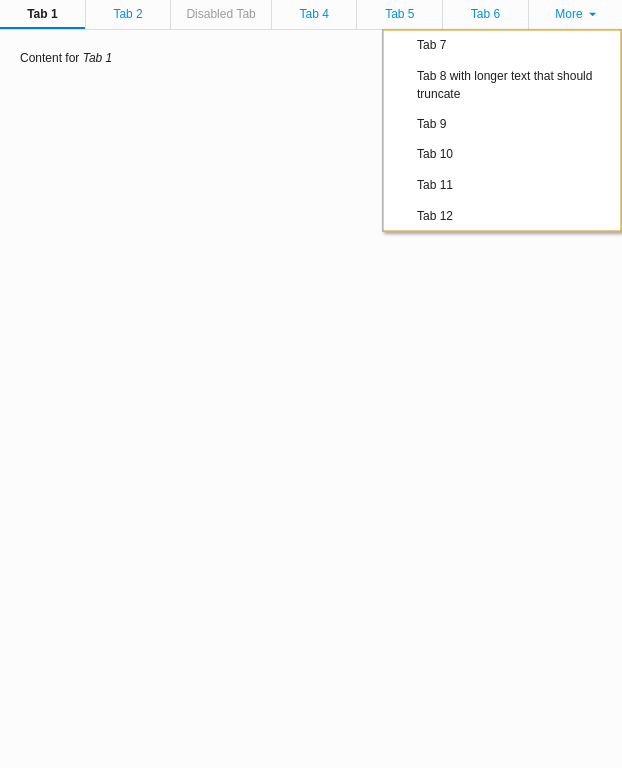 Tab 1 Tab 2 Disabled Tab Tab 4 Tab 5 Tab 6 More
Content for Tab 1
Tab 7
Tab 8 with longer text that should
truncate
Tab 9
Tab 10
Tab 11
Tab 12